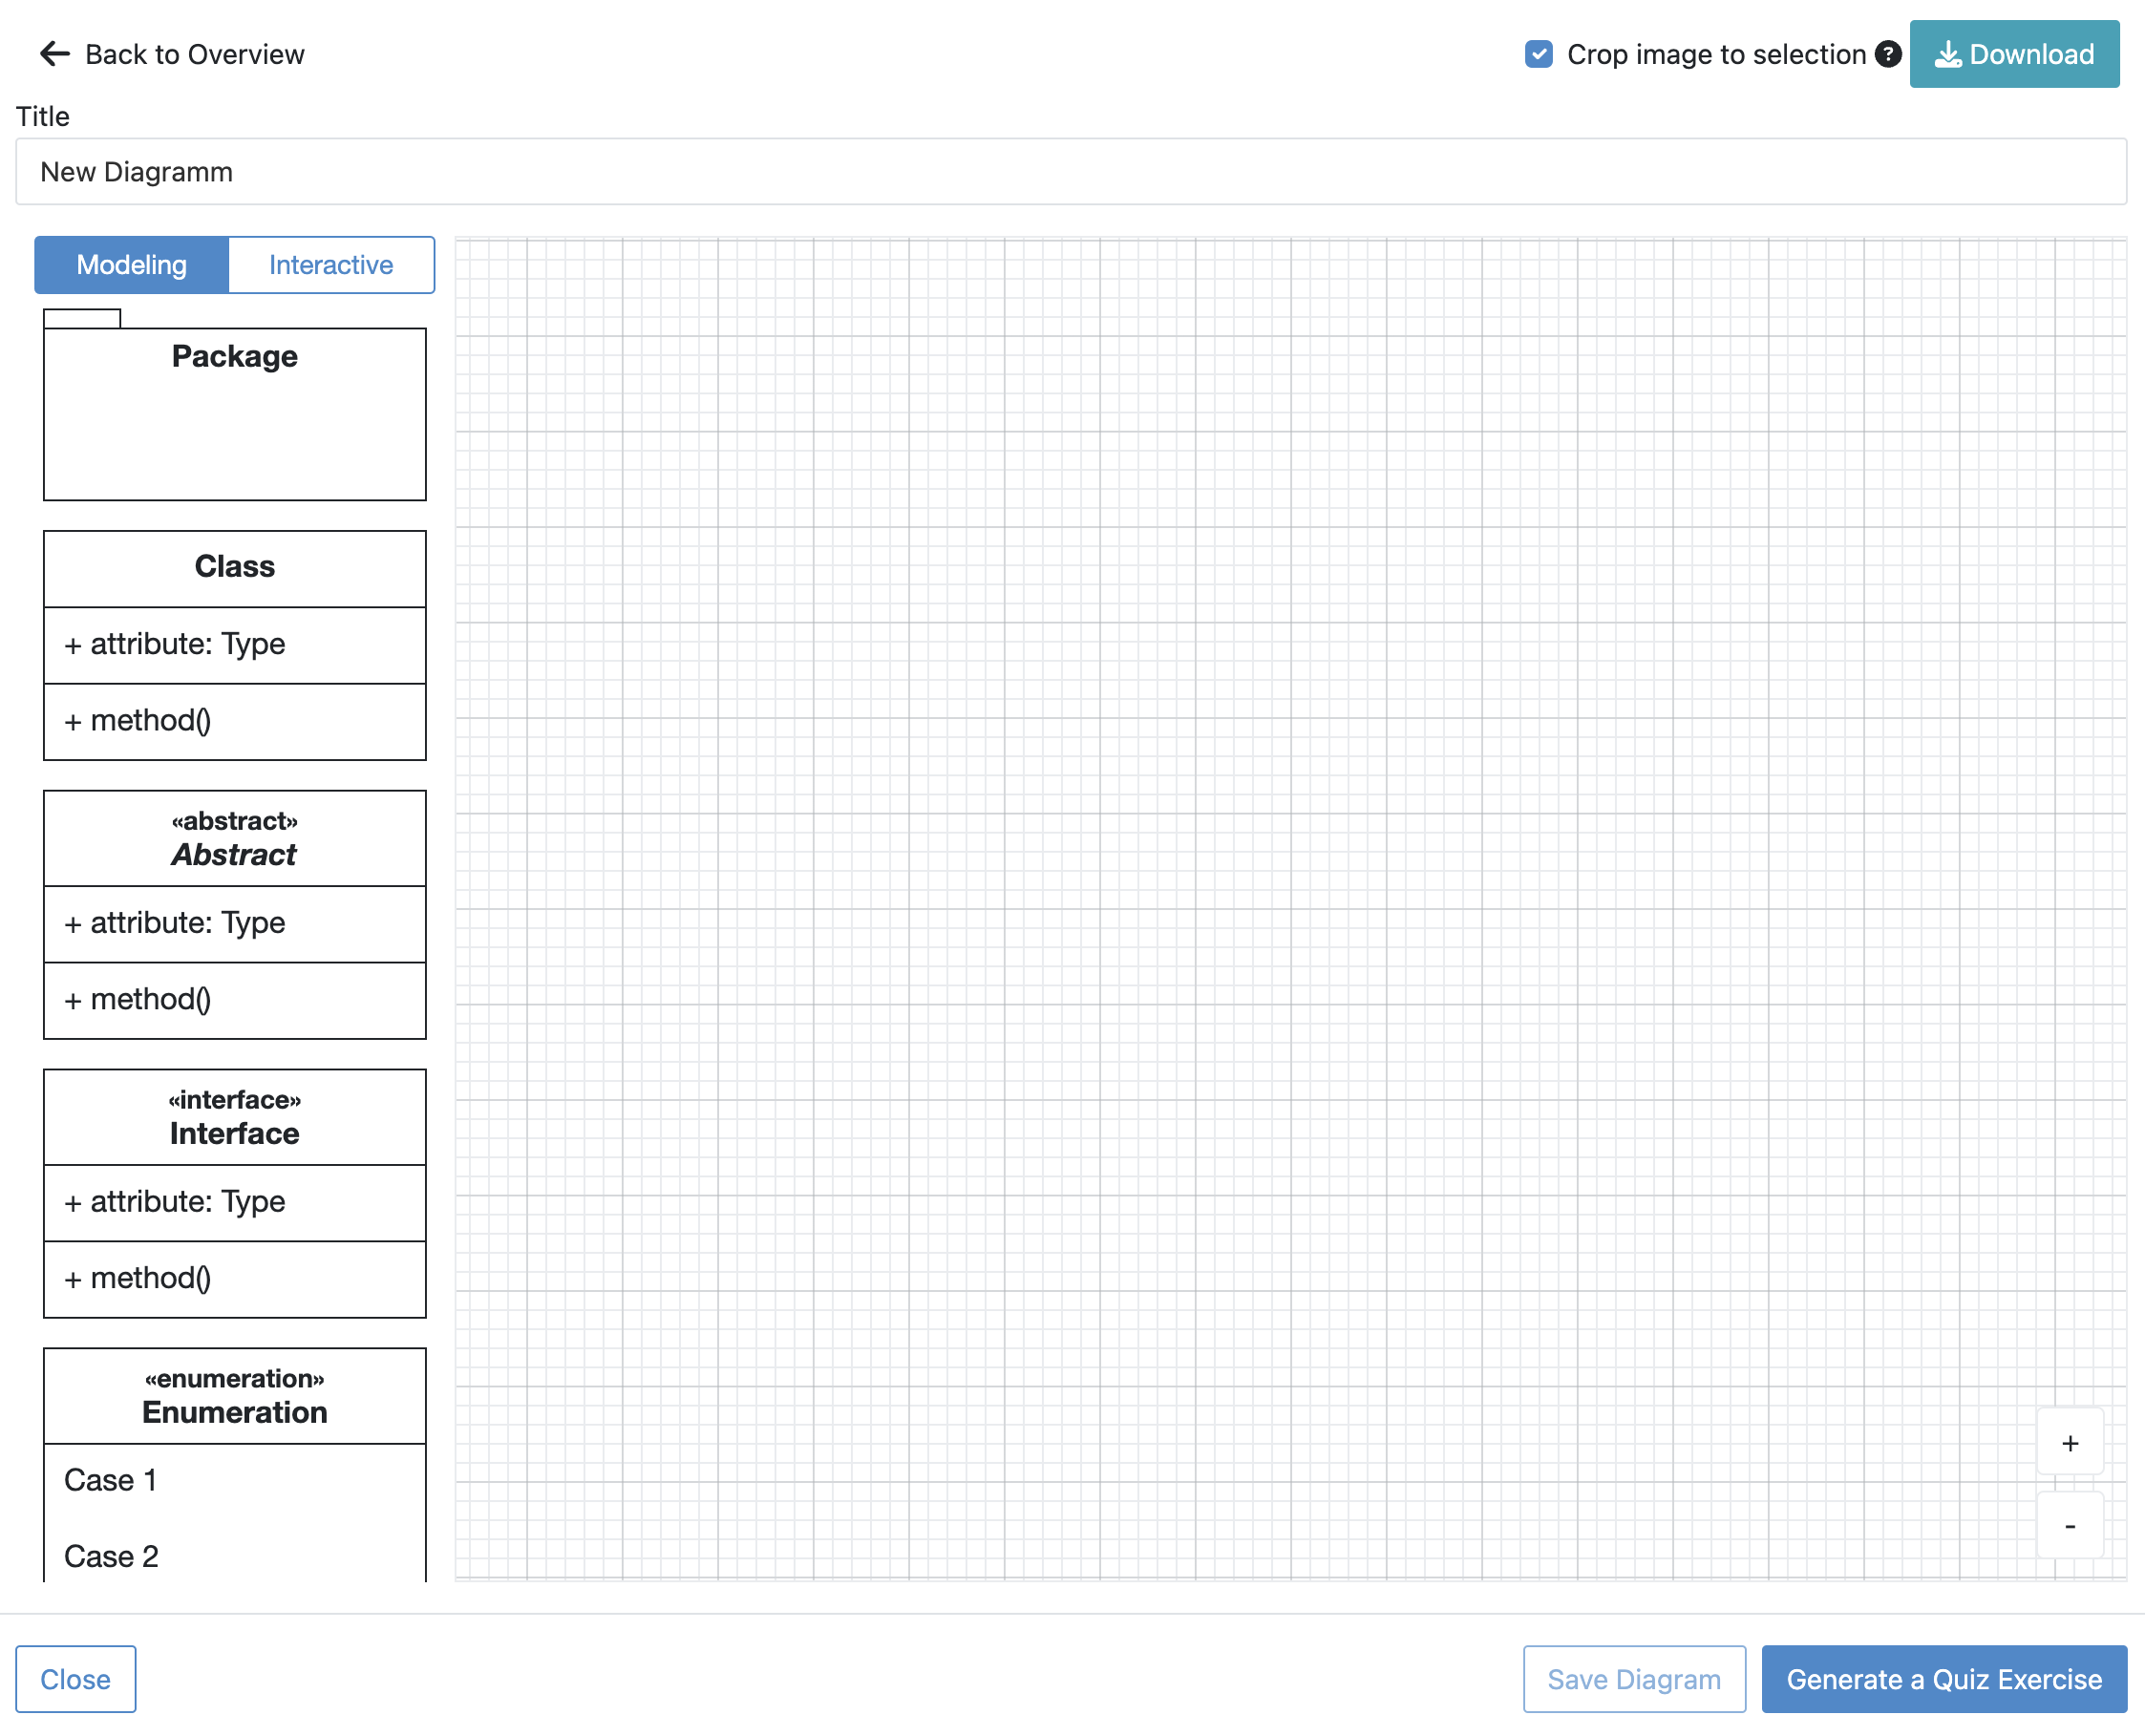 Back to Overview
Crop image to selection ? Download
Title
New Diagramm
Modeling Interactive
Package
Class
+ attribute: Type
+ method()
«abstract»
Abstract
+ attribute: Type
+ method()
«interface»
Interface
+ attribute: Type
+ method()
«enumeration»
Enumeration
Case 1
Case 2
+
-
Close Save Diagram Generate a Quiz Exercise